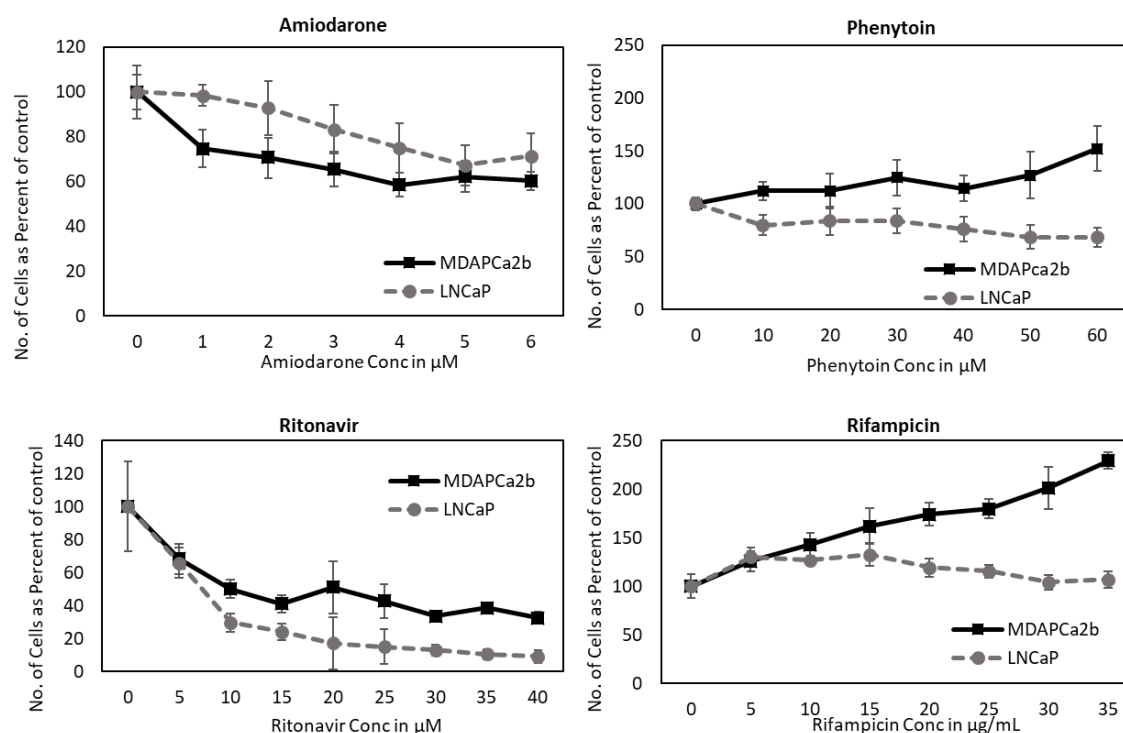 Amiodarone
No. of Cells as Percent of control
120
100
80
60
40
20
0
MDAPCa2b
LNCaP
0 1 2 3 4 5 6
Amiodarone Conc in µM
Phenytoin
No. of Cells as Percent of control
250
200
150
100
50
0
MDAPca2b
LNCaP
0 10 20 30 40 50 60
Phenytoin Conc in µM
Ritonavir
No. of Cells as Percent of control
140
120
100
80
60
40
20
0
MDAPCa2b
LNCaP
0 5 10 15 20 25 30 35 40
Ritonavir Conc in µM
Rifampicin
No. of Cells as Percent of control
250
200
150
100
50
0
MDAPCa2b
LNCaP
0 5 10 15 20 25 30 35
Rifampicin Conc in µg/mL